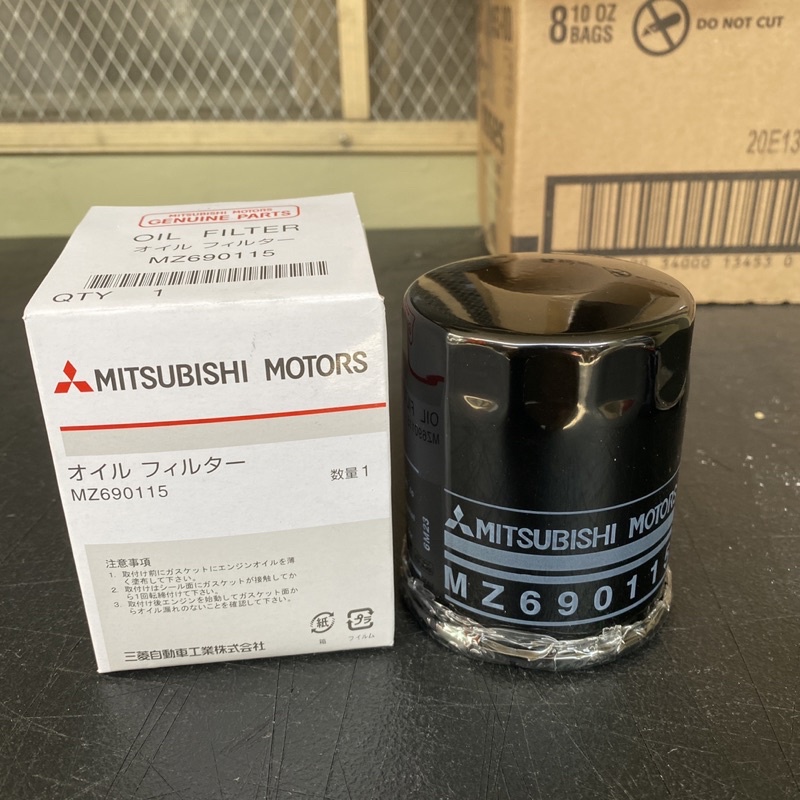 8 10 OZ
BAGS
DO NOT CUT
20E13
34000 13453 0
MITSUBISHI MOTORS
GENUINE PARTS
OIL FILTER
オイル フィルター
MZ690115
QTY 1
MITSUBISHI MOTORS
オイル フィルター
MZ690115
数量 1
注意事項
1. 取付け前にガスケットにエンジンオイルを薄
く塗布して下さい。
2. 取付けはシール面にガスケットが接触してか
ら1回転締付けて下さい。
3. 取付け後エンジンを始動してガスケット面か
らオイル漏れのないことを確認して下さい。
紙
紙
プラ
フィルム
三菱自動車工業株式会社
6M23
MITSUBISHI MOTORS
MZ690115